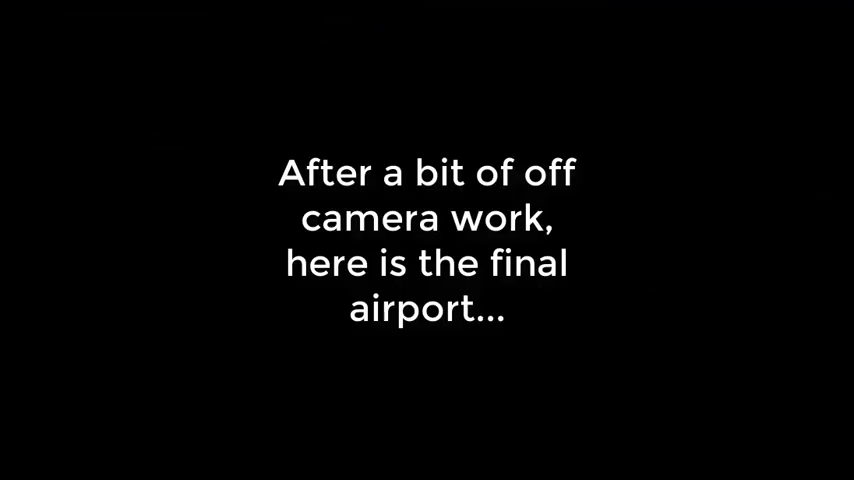 After a bit of off
camera work,
here is the final
airport...